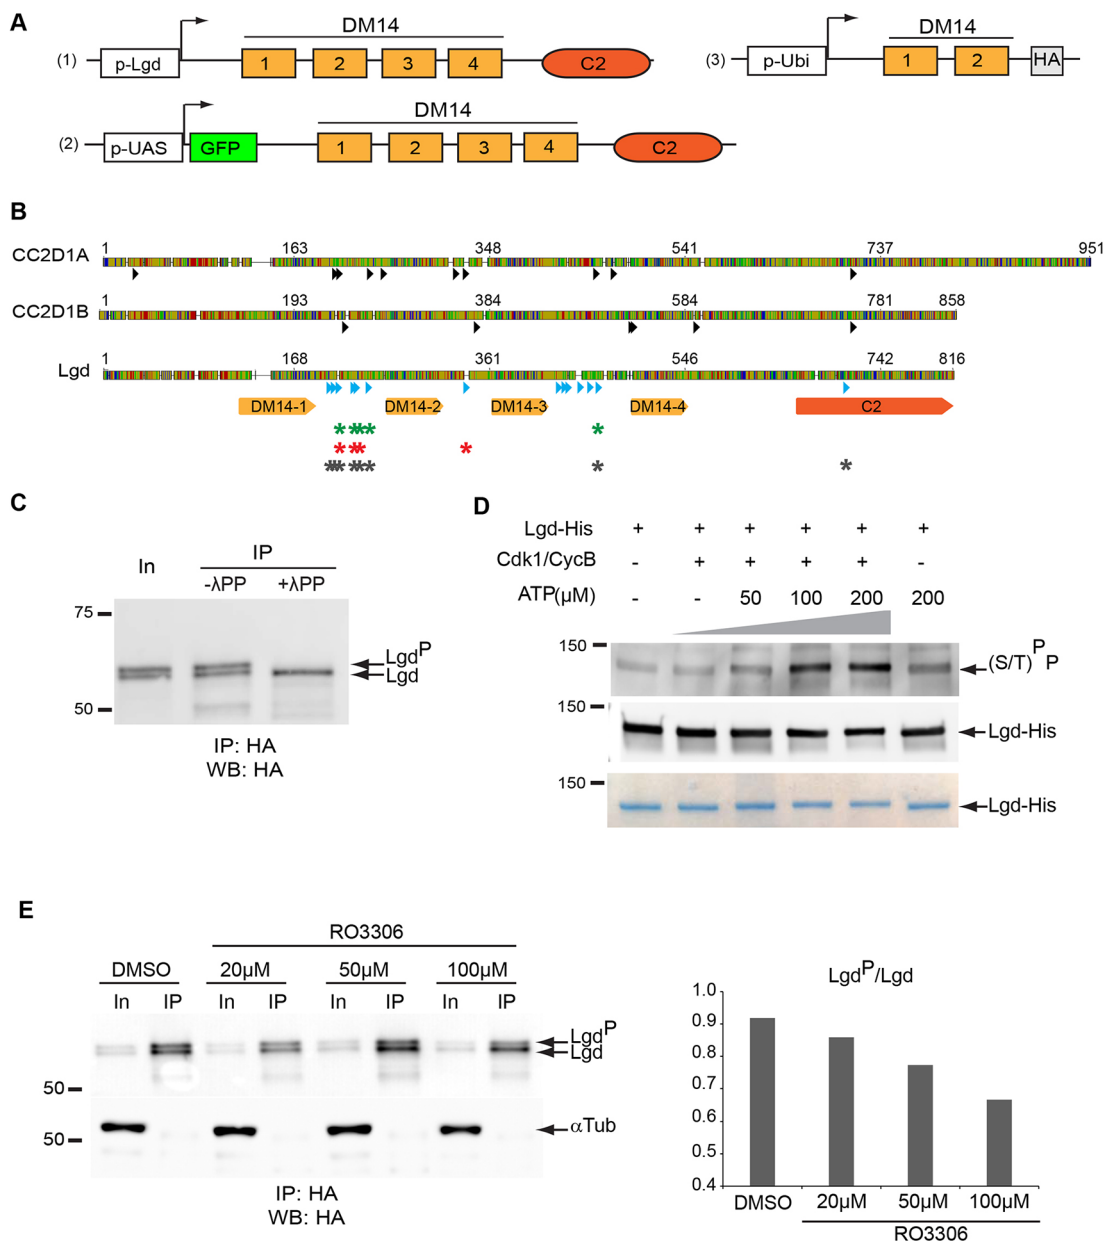 A
(1) p-Lgd DM14 1 2 3 4 C2
(3) p-Ubi DM14 1 2 HA
(2) p-UAS GFP DM14 1 2 3 4 C2
B
1 163 348 541 737 951
CC2D1A
1 193 384 584 781 858
CC2D1B
1 168 361 546 742 816
Lgd
DM14-1 DM14-2 DM14-3 DM14-4 C2
* ** * *
* ** * *
*** ** * * *
C
In IP
-λPP +λPP
75
LgdP
Lgd
50
IP: HA
WB: HA
D
Lgd-His + + + + + +
Cdk1/CycB - + + + + -
ATP(µM) - - 50 100 200 200
150
(S/T)P P
150
Lgd-His
150
Lgd-His
E
RO3306
DMSO 20µM 50µM 100µM
In IP In IP In IP In IP
LgdP
Lgd
50
αTub
50
IP: HA
WB: HA
LgdP/Lgd
1.0
0.9
0.8
0.7
0.6
0.5
0.4
DMSO 20µM 50µM 100µM
RO3306